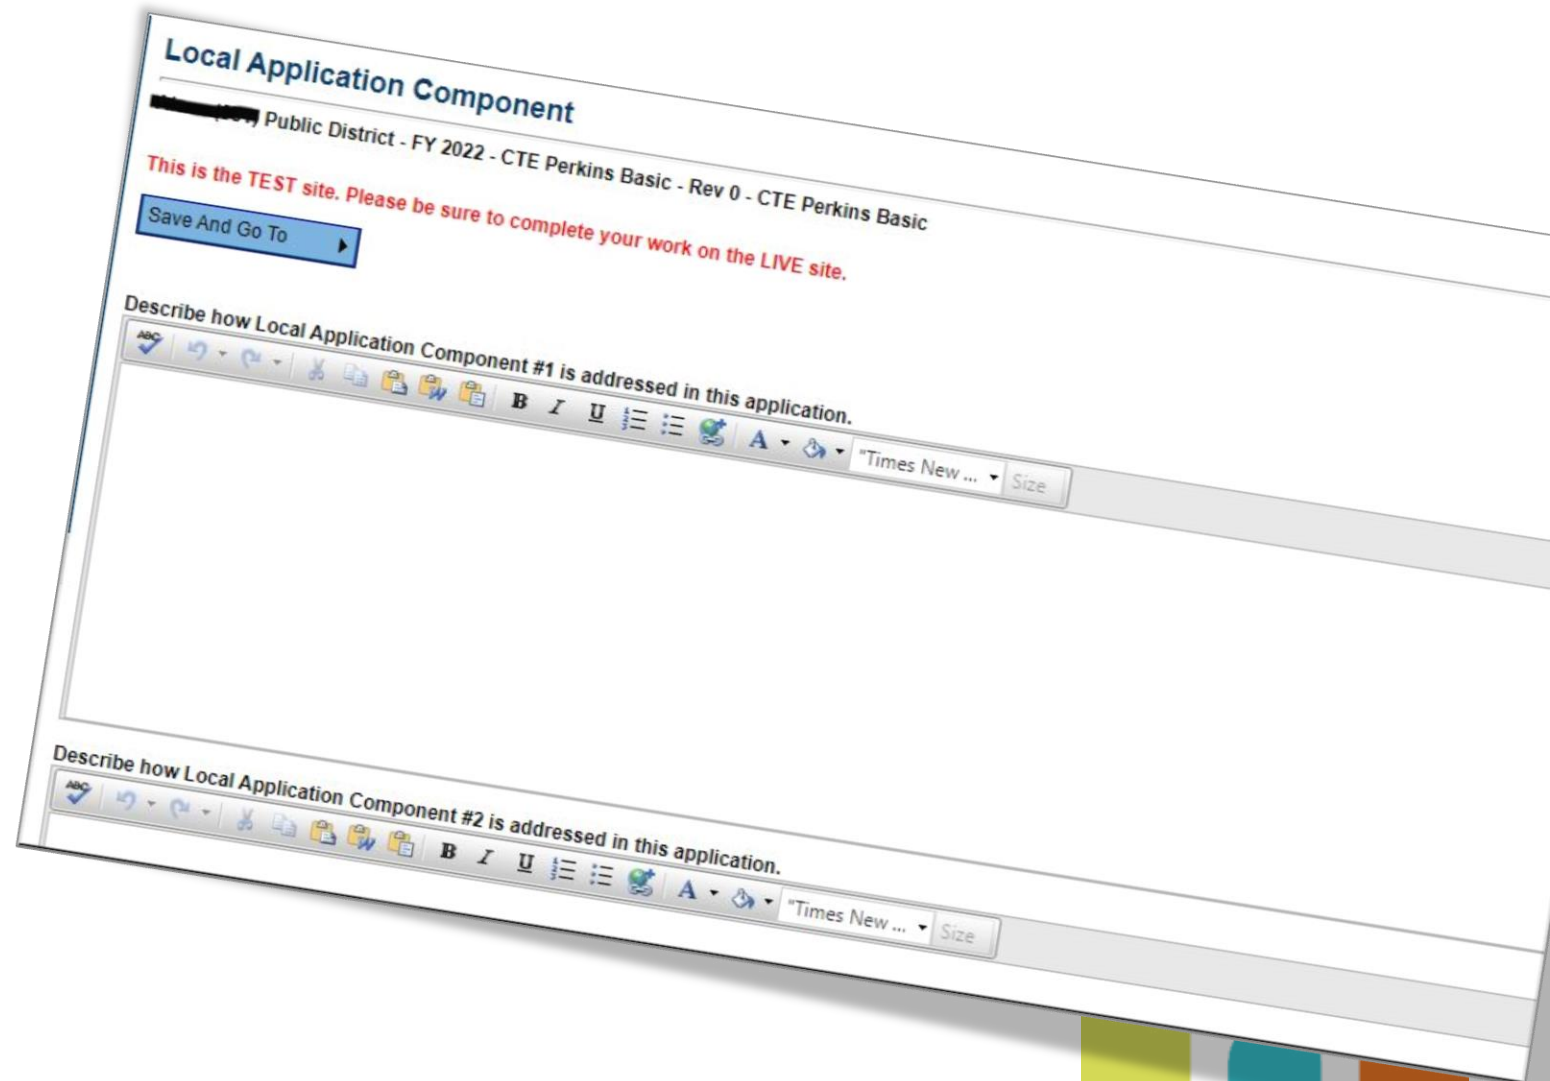 Local Application Component
Public District - FY 2022 - CTE Perkins Basic - Rev 0 - CTE Perkins Basic
This is the TEST site. Please be sure to complete your work on the LIVE site.
Save And Go To
Describe how Local Application Component #1 is addressed in this application.
ABC B I U A "Times New ... Size
Describe how Local Application Component #2 is addressed in this application.
ABC B I U A "Times New ... Size